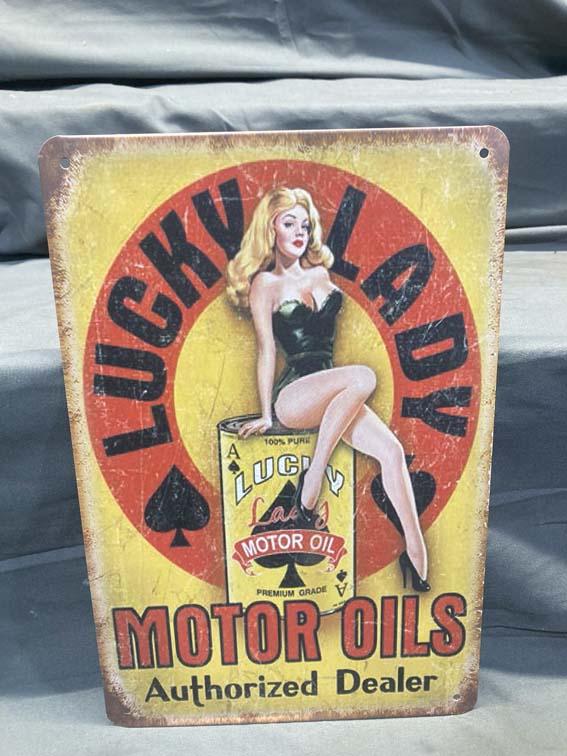 LUCKY LADY
A
100% PURE
LUCKY
Lady
MOTOR OIL
PREMIUM GRADE
A
MOTOR OILS
Authorized Dealer